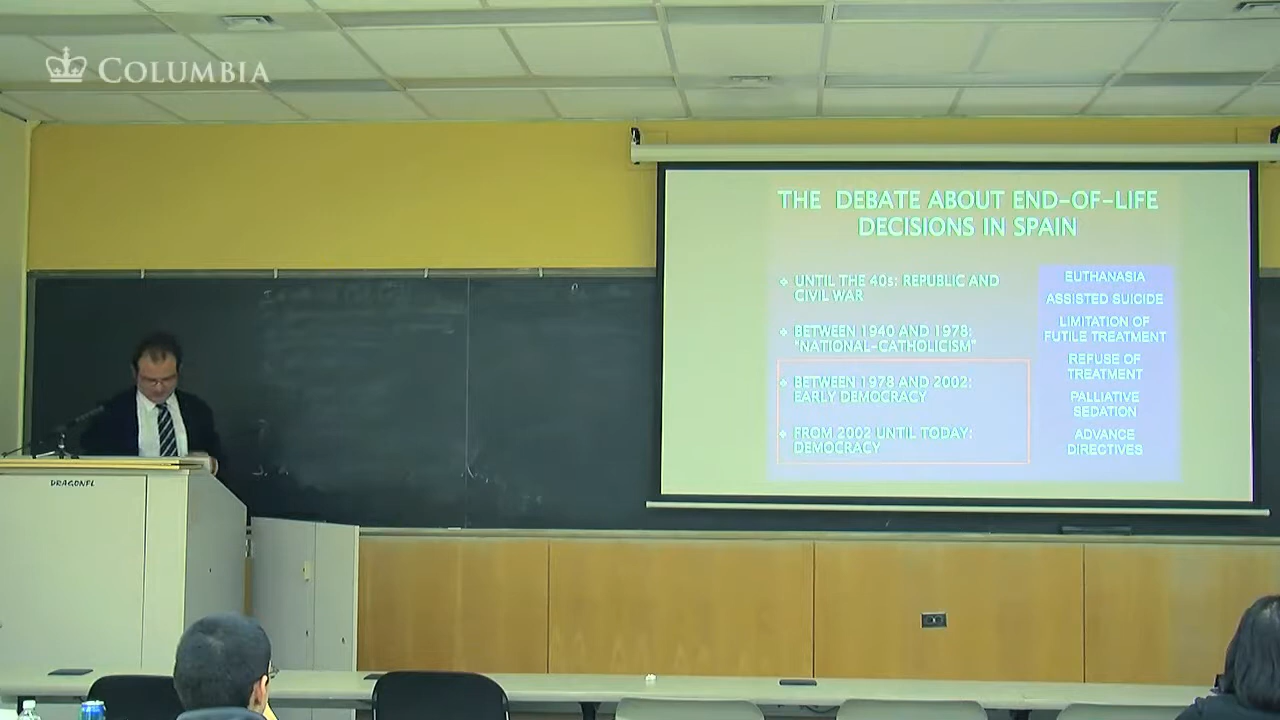 COLUMBIA
THE DEBATE ABOUT END-OF-LIFE
DECISIONS IN SPAIN
❖ UNTIL THE 40s: REPUBLIC AND
CIVIL WAR
❖ BETWEEN 1940 AND 1978:
"NATIONAL-CATHOLICISM"
❖ BETWEEN 1978 AND 2002:
EARLY DEMOCRACY
❖ FROM 2002 UNTIL TODAY:
DEMOCRACY
EUTHANASIA
ASSISTED SUICIDE
LIMITATION OF
FUTILE TREATMENT
REFUSE OF
TREATMENT
PALLIATIVE
SEDATION
ADVANCE
DIRECTIVES
DRAGONFL